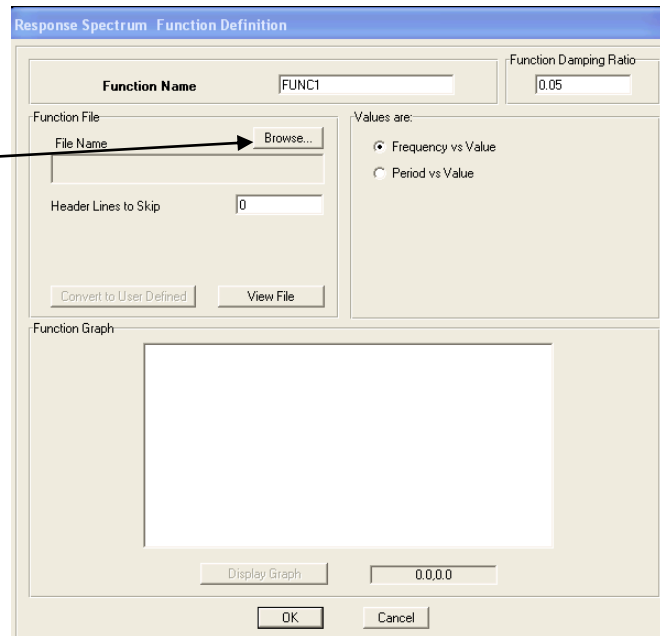 Response Spectrum Function Definition
Function Damping Ratio
Function Name
FUNC1
0.05
Function File
Values are:
File Name
Browse...
Frequency vs Value
Period vs Value
Header Lines to Skip
0
Convert to User Defined
View File
Function Graph
Display Graph
0.0,0.0
OK
Cancel